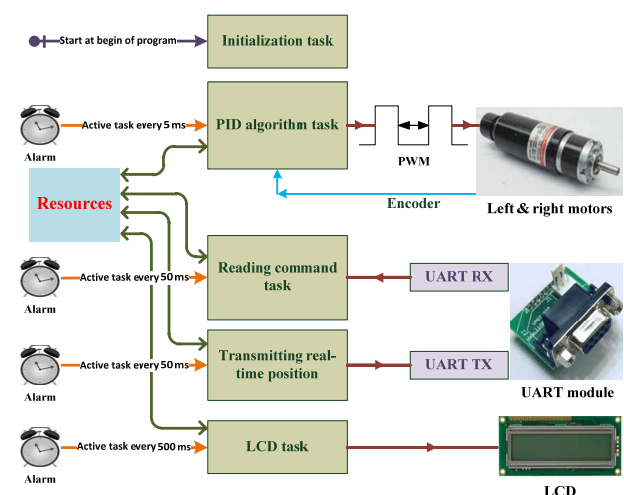 Start at begin of program
Initialization task
Active task every 5 ms
PID algorithm task
PWM
Alarm
Left & right motors
Encoder
Resources
Active task every 50 ms
Reading command
task
UART RX
Alarm
Active task every 50 ms
Transmitting real-
time position
UART TX
UART module
Alarm
Active task every 500 ms
LCD task
Alarm
LCD